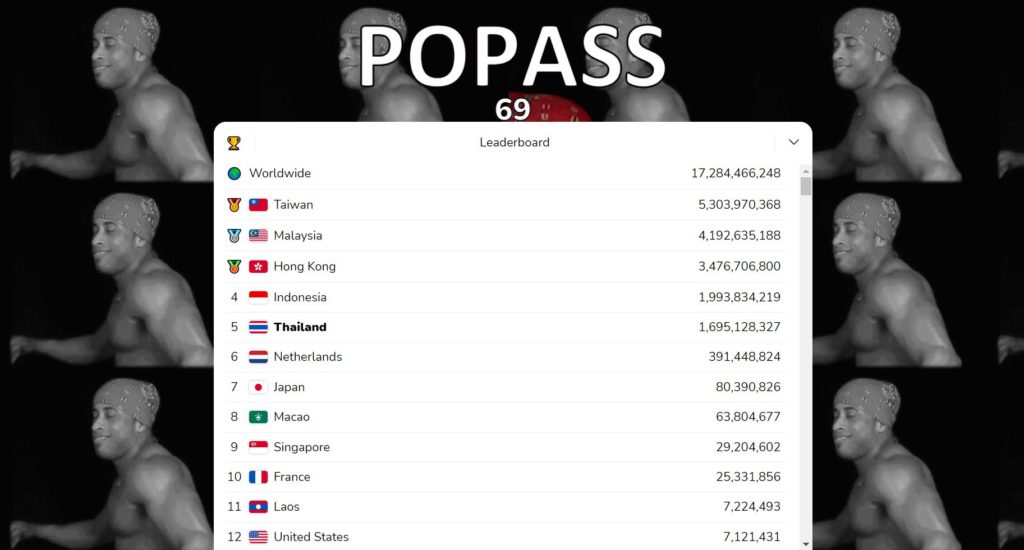 POPASS
69
Leaderboard
Worldwide 17,284,466,248
Taiwan 5,303,970,368
Malaysia 4,192,635,188
Hong Kong 3,476,706,800
4 Indonesia 1,993,834,219
5 Thailand 1,695,128,327
6 Netherlands 391,448,824
7 Japan 80,390,826
8 Macao 63,804,677
9 Singapore 29,204,602
10 France 25,331,856
11 Laos 7,224,493
12 United States 7,121,431